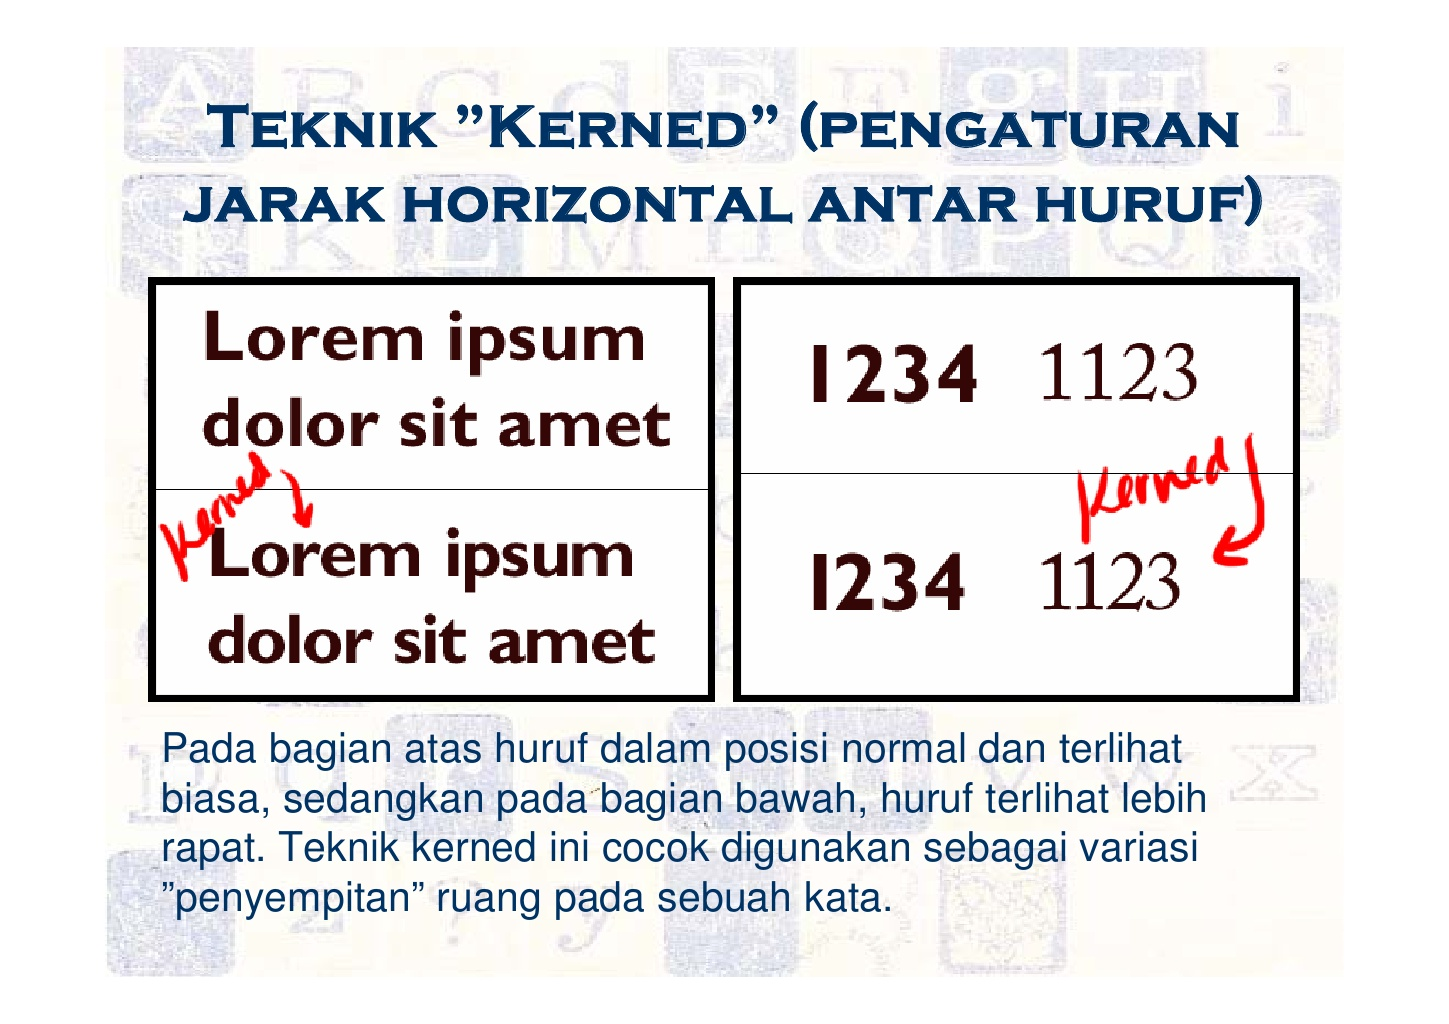 TEKNIK ”KERNED” (PENGATURAN
JARAK HORIZONTAL ANTAR HURUF)
Lorem ipsum
dolor sit amet
kerned
Lorem ipsum
dolor sit amet
1234 1123
kerned
1234 1123
Pada bagian atas huruf dalam posisi normal dan terlihat
biasa, sedangkan pada bagian bawah, huruf terlihat lebih
rapat. Teknik kerned ini cocok digunakan sebagai variasi
”penyempitan” ruang pada sebuah kata.